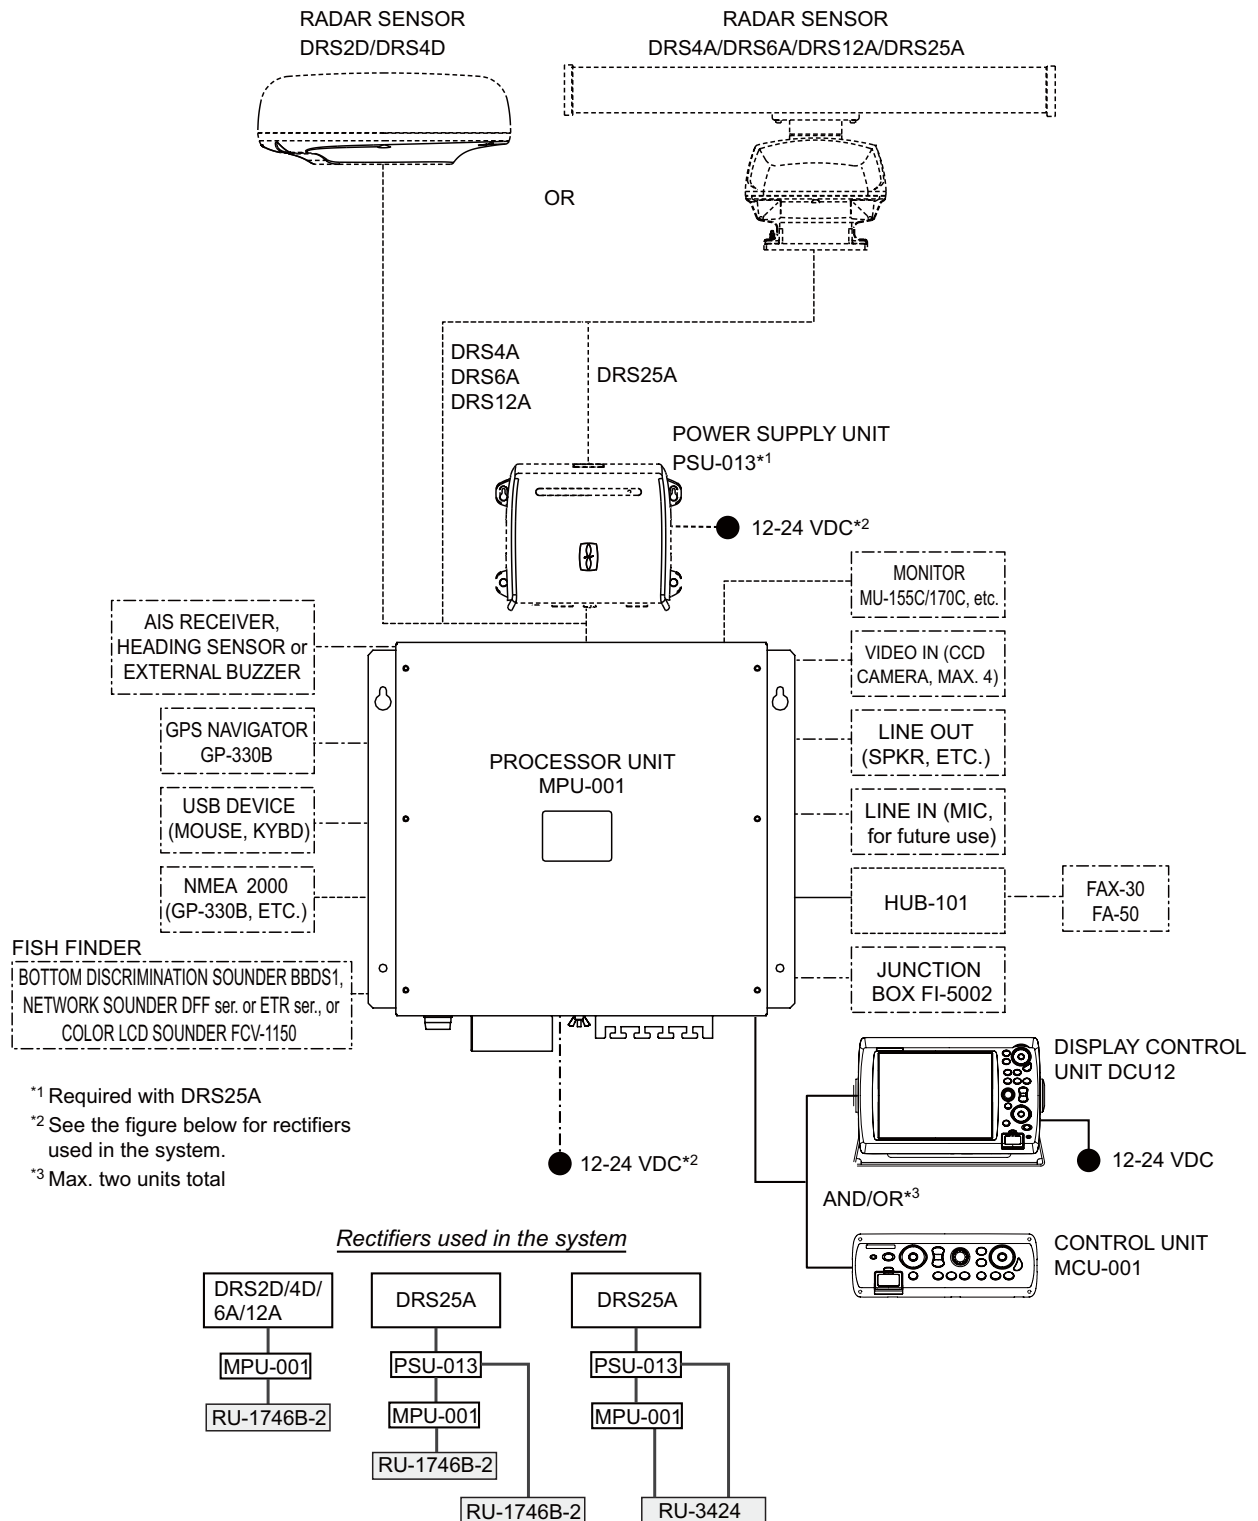 RADAR SENSOR
DRS2D/DRS4D
RADAR SENSOR
DRS4A/DRS6A/DRS12A/DRS25A
OR
DRS4A
DRS6A
DRS12A
DRS25A
POWER SUPPLY UNIT
PSU-013*1
12-24 VDC*2
AIS RECEIVER,
HEADING SENSOR or
EXTERNAL BUZZER
GPS NAVIGATOR
GP-330B
USB DEVICE
(MOUSE, KYBD)
NMEA 2000
(GP-330B, ETC.)
FISH FINDER
BOTTOM DISCRIMINATION SOUNDER BBDS1,
NETWORK SOUNDER DFF ser. or ETR ser., or
COLOR LCD SOUNDER FCV-1150
PROCESSOR UNIT
MPU-001
MONITOR
MU-155C/170C, etc.
VIDEO IN (CCD
CAMERA, MAX. 4)
LINE OUT
(SPKR, ETC.)
LINE IN (MIC,
for future use)
HUB-101
FAX-30
FA-50
JUNCTION
BOX FI-5002
DISPLAY CONTROL
UNIT DCU12
12-24 VDC
AND/OR*3
CONTROL UNIT
MCU-001
12-24 VDC*2
*1 Required with DRS25A
*2 See the figure below for rectifiers
used in the system.
*3 Max. two units total
Rectifiers used in the system
DRS2D/4D/
6A/12A
MPU-001
RU-1746B-2
DRS25A
PSU-013
MPU-001
RU-1746B-2
RU-1746B-2
DRS25A
PSU-013
MPU-001
RU-3424